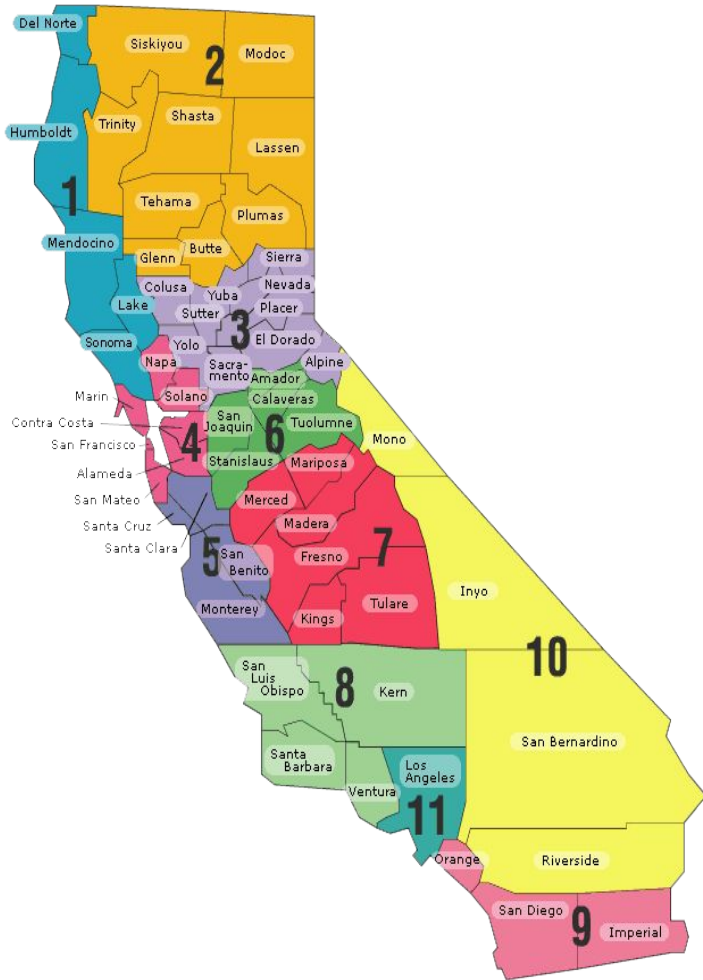 Del Norte
Siskiyou
Modoc
2
Humboldt
Trinity
Shasta
Lassen
1
Tehama
Plumas
Mendocino
Glenn
Butte
Sierra
Colusa
Yuba
Nevada
Lake
Sutter
Placer
3
Sonoma
Yolo
El Dorado
Napa
Sacra-
mento
Alpine
Amador
Solano
Marin
Calaveras
Contra Costa
San
Joaquin
Tuolumne
6
San Francisco
4
Mono
Alameda
Stanislaus
Mariposa
San Mateo
Merced
Santa Cruz
Madera
Santa Clara
5
San
Benito
Fresno
7
Inyo
Monterey
Kings
Tulare
10
San
Luis
Obispo
8
Kern
San Bernardino
Santa
Barbara
Los
Angeles
Ventura
11
Orange
Riverside
San Diego
9
Imperial